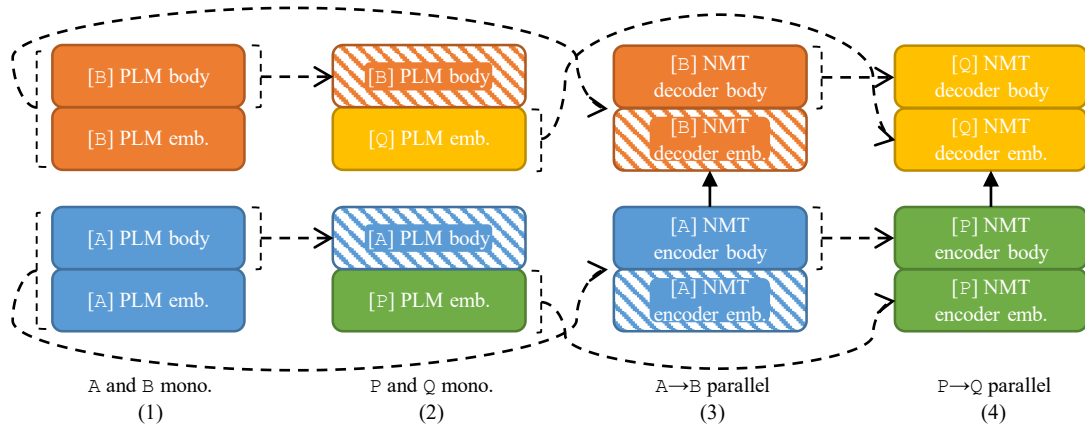 [B] PLM body
[B] PLM emb.
[A] PLM body
[A] PLM emb.
A and B mono.
(1)
[B] PLM body
[Q] PLM emb.
[A] PLM body
[P] PLM emb.
P and Q mono.
(2)
[B] NMT
decoder body
[B] NMT
decoder emb.
[A] NMT
encoder body
[A] NMT
encoder emb.
A→B parallel
(3)
[Q] NMT
decoder body
[Q] NMT
decoder emb.
[P] NMT
encoder body
[P] NMT
encoder emb.
P→Q parallel
(4)